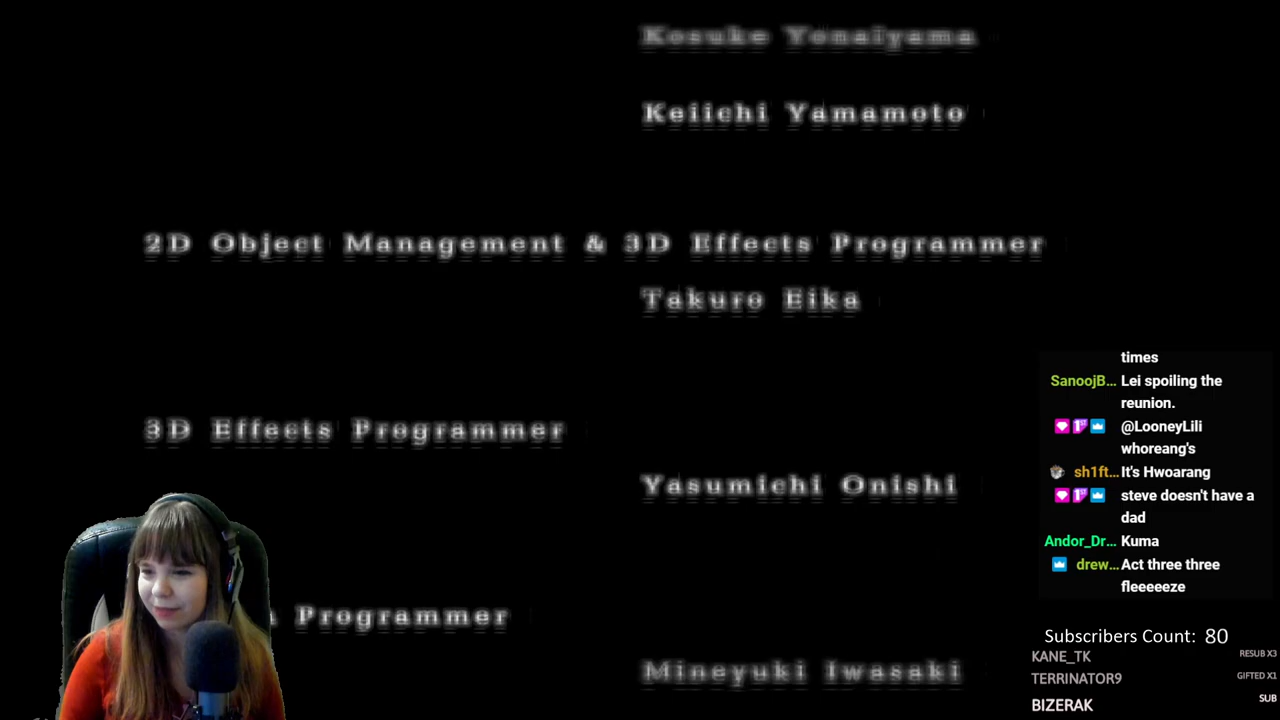 Kosuke Yonaiyama
Keiichi Yamamoto
2D Object Management & 3D Effects Programmer
Takuro Eika
3D Effects Programmer
Yasumichi Onishi
Programmer
Mineyuki Iwasaki
times
SanoojB... Lei spoiling the
reunion.
@LooneyLili
whoreang's
sh1ft... It's Hwoarang
steve doesn't have a
dad
Andor_Dr... Kuma
drew... Act three three
fleeeeeze
Subscribers Count: 80
KANE_TK RESUB X3
TERRINATOR9 GIFTED X1
BIZERAK SUB